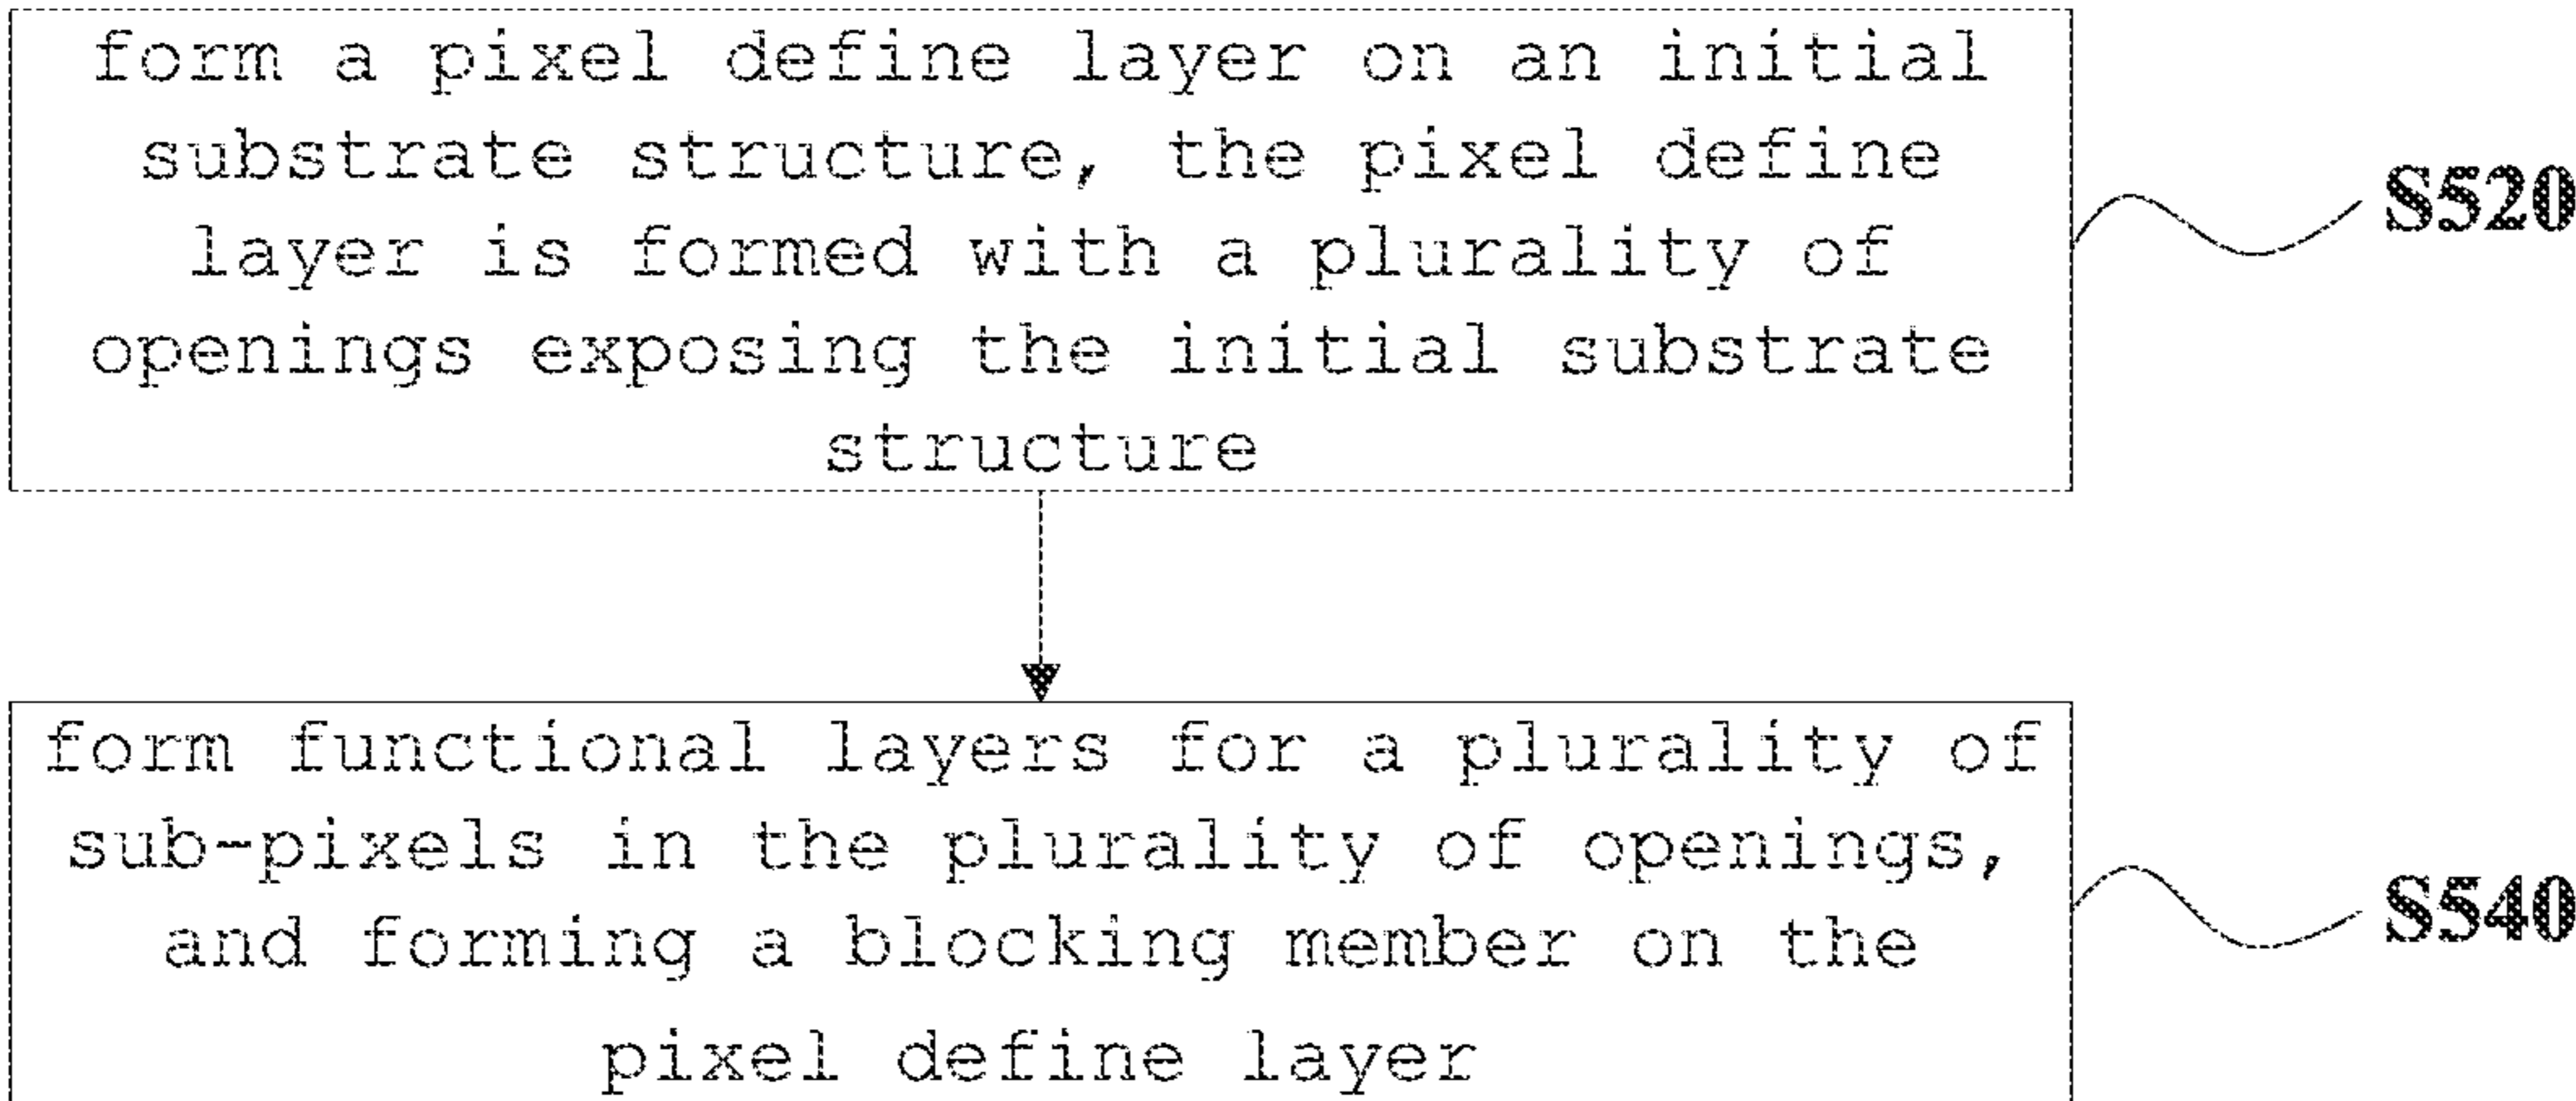 form a pixel define layer on an initial
substrate structure, the pixel define
layer is formed with a plurality of
openings exposing the initial substrate
structure
S520
form functional layers for a plurality of
sub-pixels in the plurality of openings,
and forming a blocking member on the
pixel define layer
S540